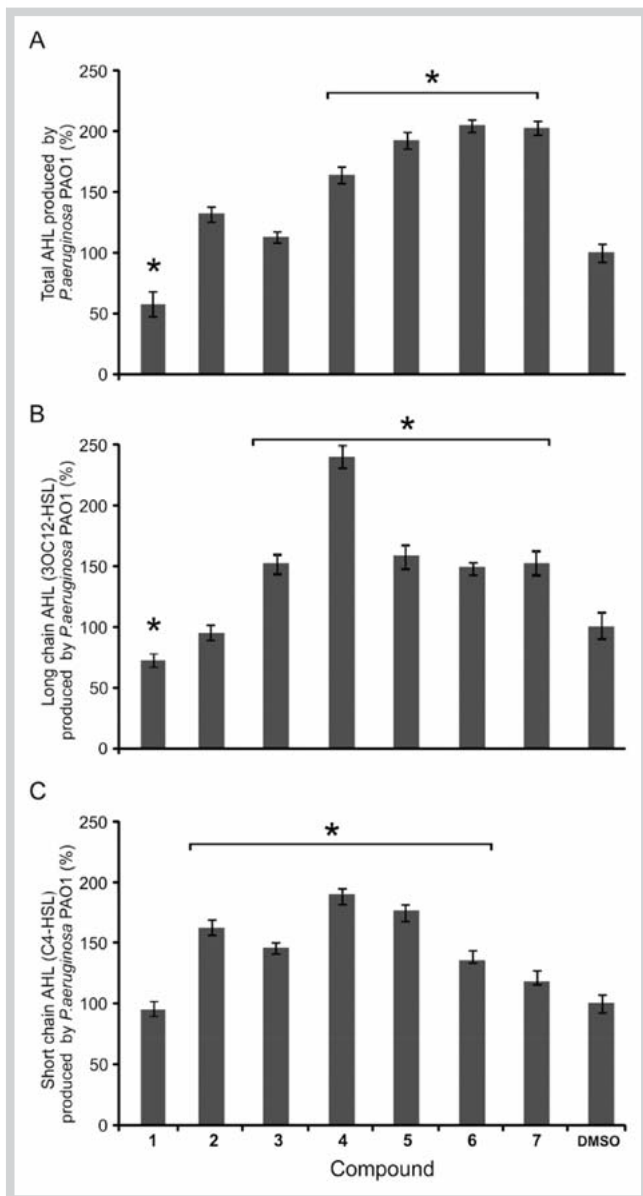 A
Total AHL produced by
P.aeruginosa PAO1 (%)
250
200
150
100
50
0
*
*
B
Long chain AHL (3OC12-HSL)
produced by P.aeruginosa PAO1 (%)
250
200
150
100
50
0
*
*
C
Short chain AHL (C4-HSL)
produced by P.aeruginosa PAO1 (%)
250
200
150
100
50
0
*
1 2 3 4 5 6 7 DMSO
Compound